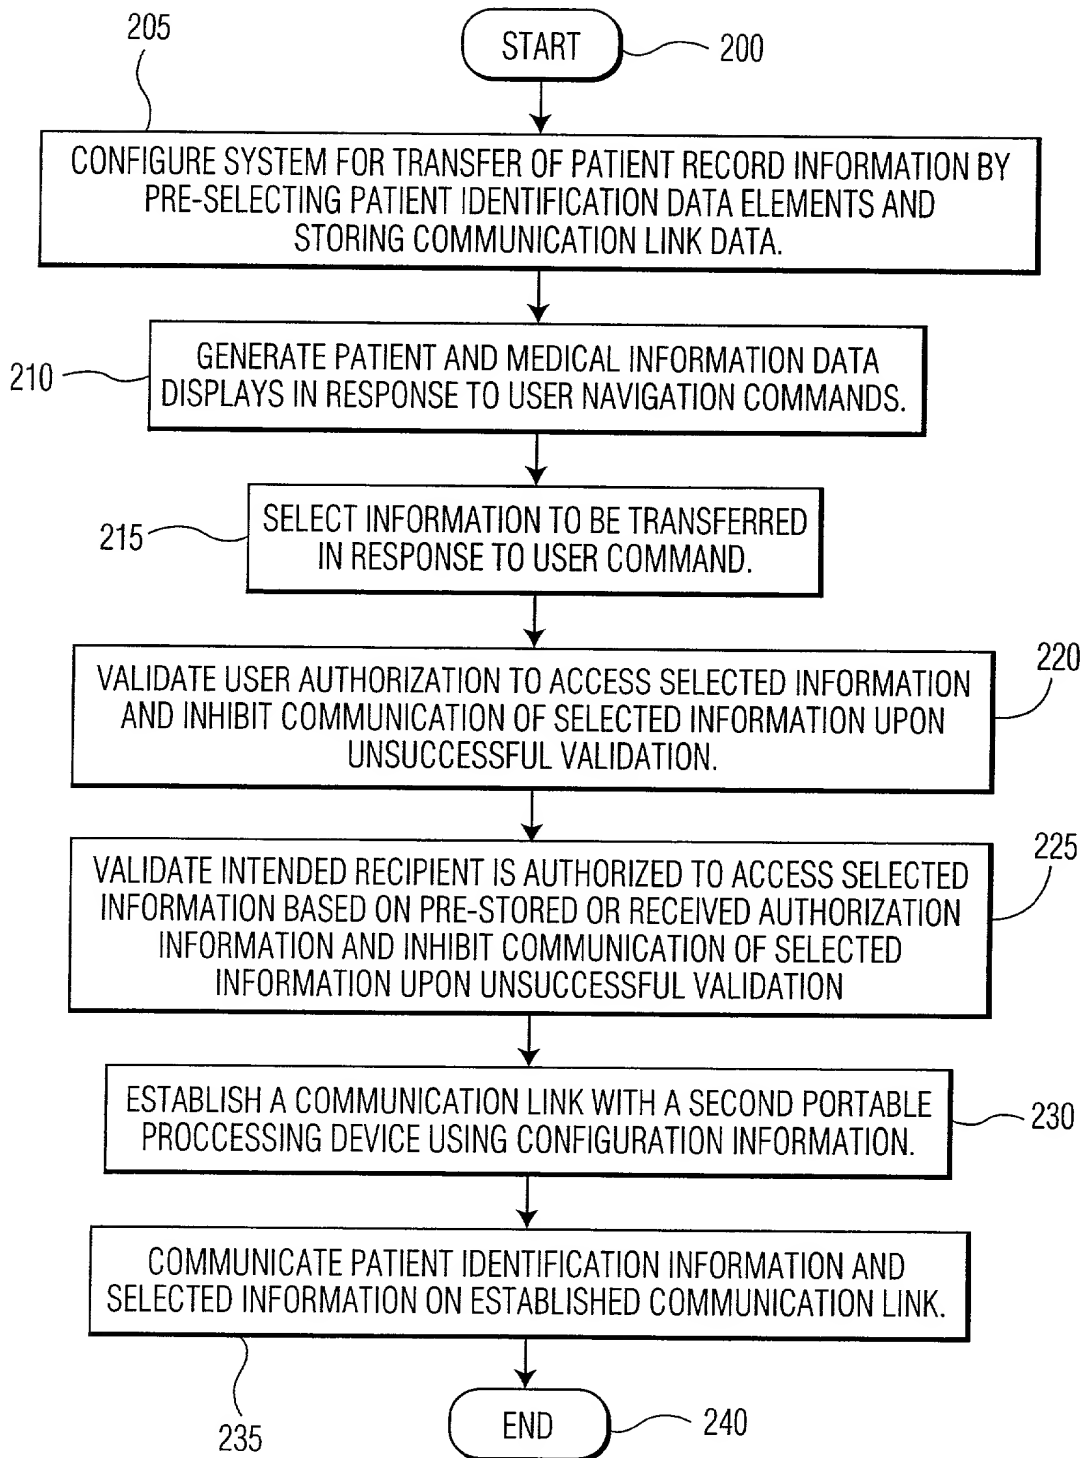 205
START
200
CONFIGURE SYSTEM FOR TRANSFER OF PATIENT RECORD INFORMATION BY
PRE-SELECTING PATIENT IDENTIFICATION DATA ELEMENTS AND
STORING COMMUNICATION LINK DATA.
210
GENERATE PATIENT AND MEDICAL INFORMATION DATA
DISPLAYS IN RESPONSE TO USER NAVIGATION COMMANDS.
215
SELECT INFORMATION TO BE TRANSFERRED
IN RESPONSE TO USER COMMAND.
220
VALIDATE USER AUTHORIZATION TO ACCESS SELECTED INFORMATION
AND INHIBIT COMMUNICATION OF SELECTED INFORMATION UPON
UNSUCCESSFUL VALIDATION.
225
VALIDATE INTENDED RECIPIENT IS AUTHORIZED TO ACCESS SELECTED
INFORMATION BASED ON PRE-STORED OR RECEIVED AUTHORIZATION
INFORMATION AND INHIBIT COMMUNICATION OF SELECTED
INFORMATION UPON UNSUCCESSFUL VALIDATION
ESTABLISH A COMMUNICATION LINK WITH A SECOND PORTABLE
PROCCESSING DEVICE USING CONFIGURATION INFORMATION.
230
COMMUNICATE PATIENT IDENTIFICATION INFORMATION AND
SELECTED INFORMATION ON ESTABLISHED COMMUNICATION LINK.
235
END
240